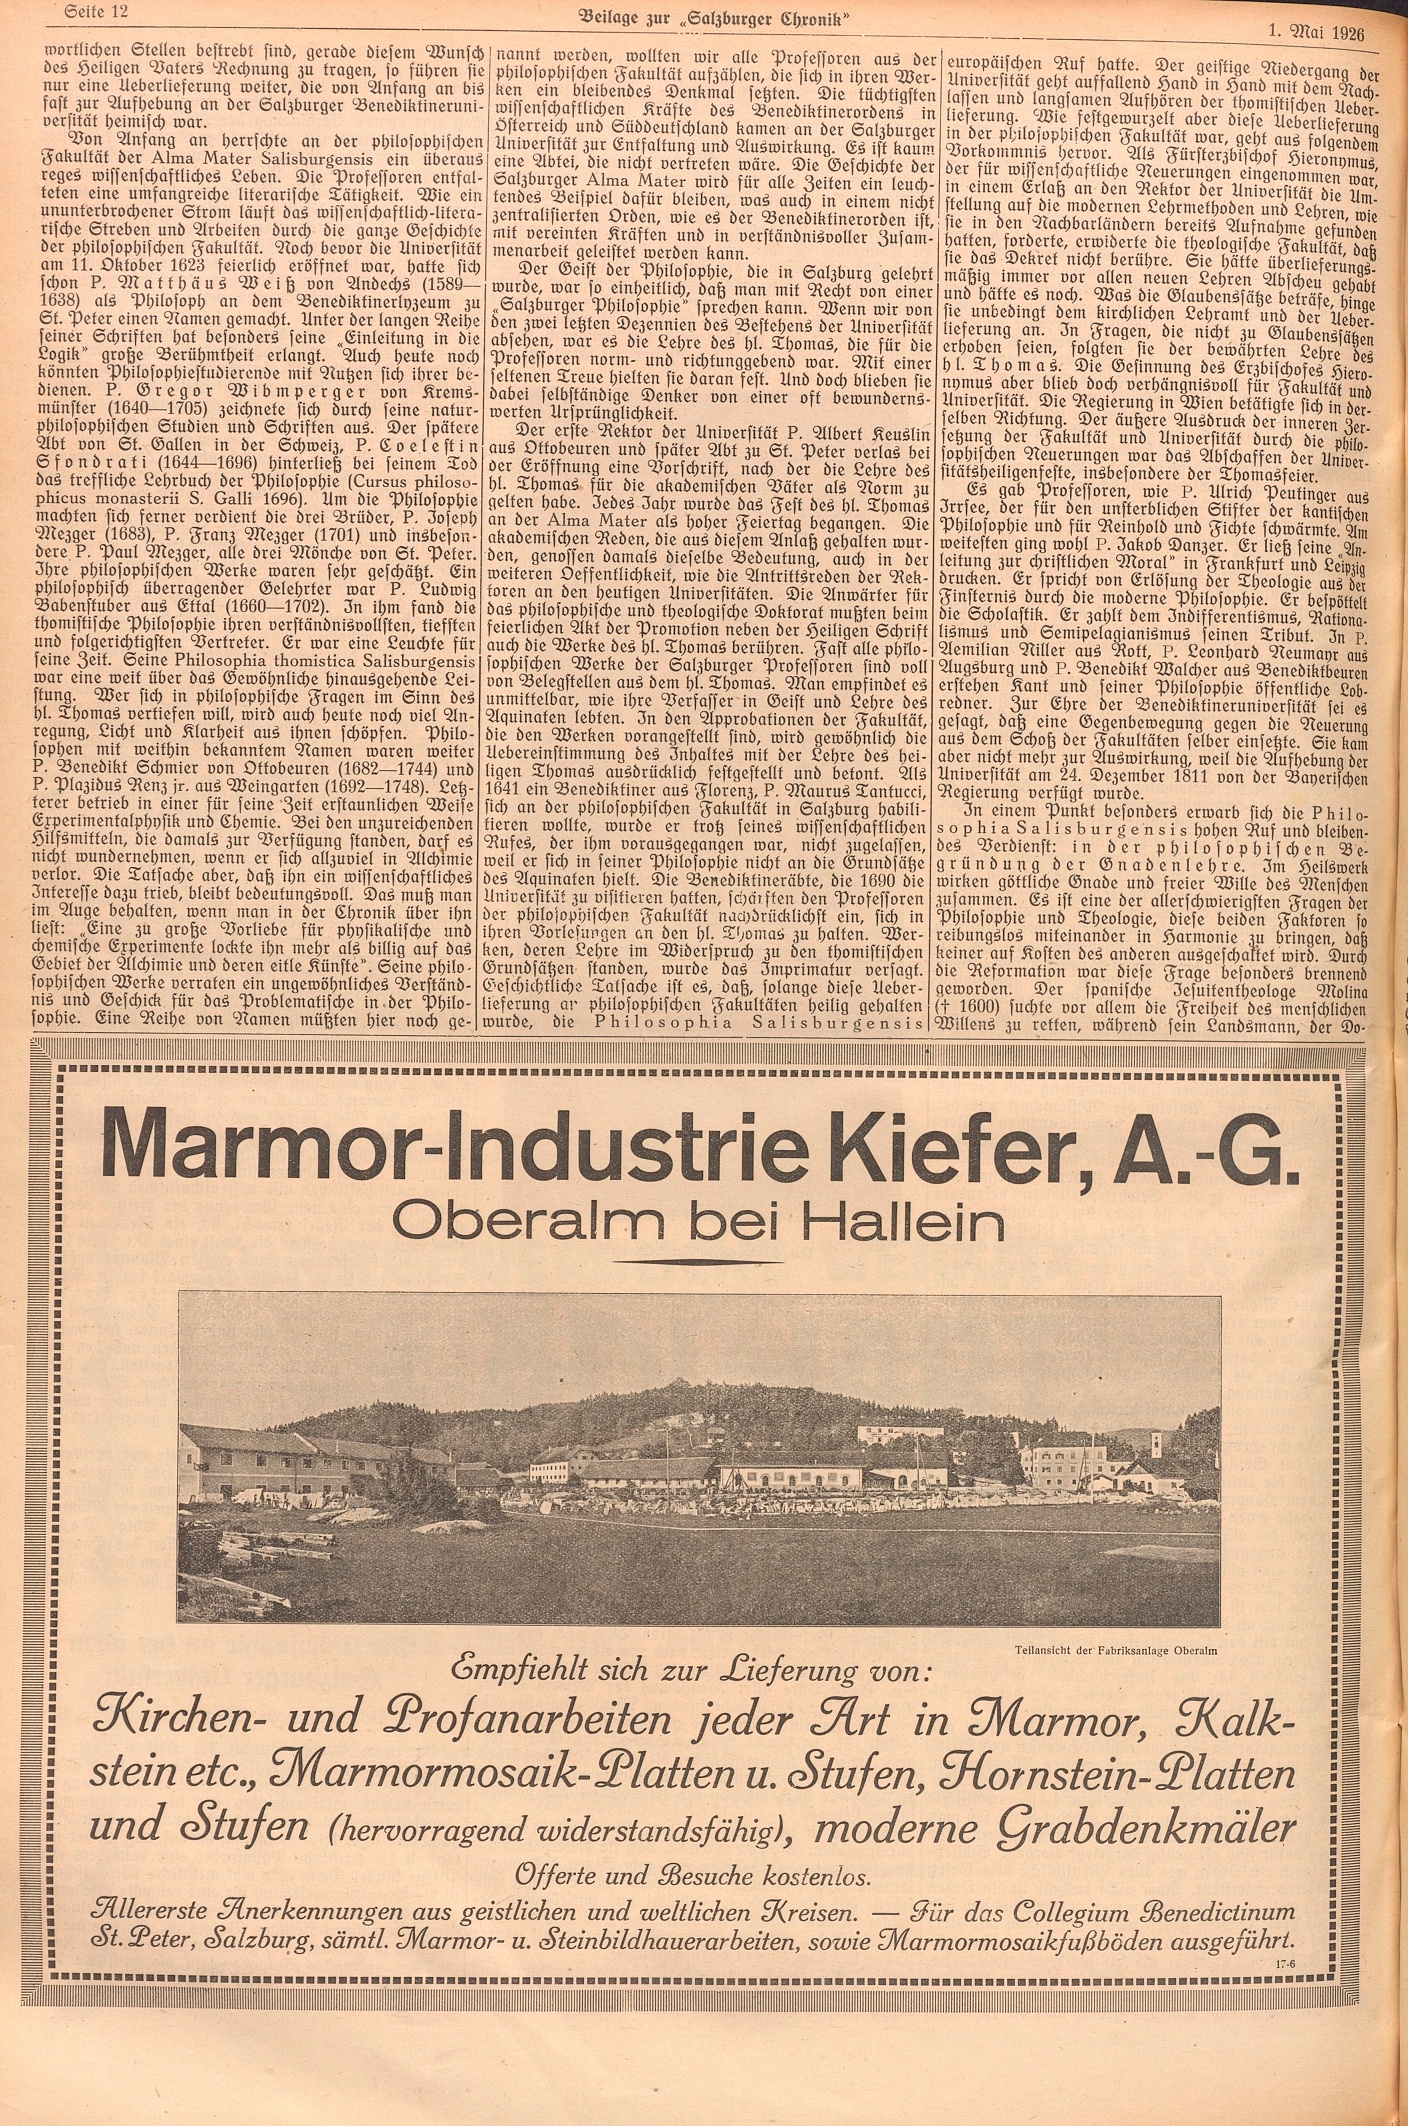 Seite 12
Beilage zur „Salzburger Chronik“
1. Mai 1926
wortlichen Stellen bestrebt sind, gerade diesem Wunsch
des Heiligen Vaters Rechnung zu tragen, so führen sie
nur eine Ueberlieferung weiter, die von Anfang an bis
fast zur Aufhebung an der Salzburger Benediktineruni-
versität heimisch war.
Von Anfang an herrschte an der philosophischen
Fakultät der Alma Mater Salisburgensis ein überaus
reges wissenschaftliches Leben. Die Professoren entfal-
teten eine umfangreiche literarische Tätigkeit. Wie ein
ununterbrochener Strom läuft das wissenschaftlich-litera-
rische Streben und Arbeiten durch die ganze Geschichte
der philosophischen Fakultät. Noch bevor die Universität
am 11. Oktober 1623 feierlich eröffnet war, hatte sich
schon P. Matthäus Weiß von Andechs (1589—
1638) als Philosoph an dem Benediktinerlyzeum zu
St. Peter einen Namen gemacht. Unter der langen Reihe
seiner Schriften hat besonders seine „Einleitung in die
Logik“ große Berühmtheit erlangt. Auch heute noch
könnten Philosophiestudierende mit Nutzen sich ihrer be-
dienen. P. Gregor Wibmperger von Krems-
münster (1640—1705) zeichnete sich durch seine natur-
philosophischen Studien und Schriften aus. Der spätere
Abt von St. Gallen in der Schweiz, P. Coelestin
Sfondrati (1644—1696) hinterließ bei seinem Tod
das treffliche Lehrbuch der Philosophie (Cursus philoso-
phicus monasterii S. Galli 1696). Um die Philosophie
machten sich ferner verdient die drei Brüder, P. Joseph
Mezger (1683), P. Franz Mezger (1701) und insbeson-
dere P. Paul Mezger, alle drei Mönche von St. Peter.
Ihre philosophischen Werke waren sehr geschätzt. Ein
philosophisch überragender Gelehrter war P. Ludwig
Babenstuber aus Ettal (1660—1702). In ihm fand die
thomistische Philosophie ihren verständnisvollsten, tiefsten
und folgerichtigsten Vertreter. Er war eine Leuchte für
seine Zeit. Seine Philosophia thomistica Salisburgensis
war eine weit über das Gewöhnliche hinausgehende Lei-
stung. Wer sich in philosophische Fragen im Sinn des
hl. Thomas vertiefen will, wird auch heute noch viel An-
regung, Licht und Klarheit aus ihnen schöpfen. Philo-
sophen mit weithin bekanntem Namen waren weiter
P. Benedikt Schmier von Ottobeuren (1682—1744) und
P. Plazidus Renz jr. aus Weingarten (1692—1748). Letz-
terer betrieb in einer für seine Zeit erstaunlichen Weise
Experimentalphysik und Chemie. Bei den unzureichenden
Hilfsmitteln, die damals zur Verfügung standen, darf es
nicht wundernehmen, wenn er sich allzuviel in Alchimie
verlor. Die Tatsache aber, daß ihn ein wissenschaftliches
Interesse dazu trieb, bleibt bedeutungsvoll. Das muß man
im Auge behalten, wenn man in der Chronik über ihn
liest: „Eine zu große Vorliebe für physikalische und
chemische Experimente lockte ihn mehr als billig auf das
Gebiet der Alchimie und deren eitle Künste“. Seine philo-
sophischen Werke verraten ein ungewöhnliches Verständ-
nis und Geschick für das Problematische in der Philo-
sophie. Eine Reihe von Namen müßten hier noch ge-
nannt werden, wollten wir alle Professoren aus der
philosophischen Fakultät aufzählen, die sich in ihren Wer-
ken ein bleibendes Denkmal setzten. Die tüchtigsten
wissenschaftlichen Kräfte des Benediktinerordens in
Österreich und Süddeutschland kamen an der Salzburger
Universität zur Entfaltung und Auswirkung. Es ist kaum
eine Abtei, die nicht vertreten wäre. Die Geschichte der
Salzburger Alma Mater wird für alle Zeiten ein leuch-
tendes Beispiel dafür bleiben, was auch in einem nicht
zentralisierten Orden, wie es der Benediktinerorden ist,
mit vereinten Kräften und in verständnisvoller Zusam-
menarbeit geleistet werden kann.
Der Geist der Philosophie, die in Salzburg gelehrt
wurde, war so einheitlich, daß man mit Recht von einer
„Salzburger Philosophie“ sprechen kann. Wenn wir von
den zwei letzten Dezennien des Bestehens der Universität
absehen, war es die Lehre des hl. Thomas, die für die
Professoren norm- und richtunggebend war. Mit einer
seltenen Treue hielten sie daran fest. Und doch blieben sie
dabei selbständige Denker von einer oft bewunderns-
werten Ursprünglichkeit.
Der erste Rektor der Universität P. Albert Keuslin
aus Ottobeuren und später Abt zu St. Peter verlas bei
der Eröffnung eine Vorschrift, nach der die Lehre des
hl. Thomas für die akademischen Väter als Norm zu
gelten habe. Jedes Jahr wurde das Fest des hl. Thomas
an der Alma Mater als hoher Feiertag begangen. Die
akademischen Reden, die aus diesem Anlaß gehalten wur-
den, genossen damals dieselbe Bedeutung, auch in der
weiteren Oeffentlichkeit, wie die Antrittsreden der Rek-
toren an den heutigen Universitäten. Die Anwärter für
das philosophische und theologische Doktorat mußten beim
feierlichen Akt der Promotion neben der Heiligen Schrift
auch die Werke des hl. Thomas berühren. Fast alle philo-
sophischen Werke der Salzburger Professoren sind voll
von Belegstellen aus dem hl. Thomas. Man empfindet es
unmittelbar, wie ihre Verfasser in Geist und Lehre des
Aquinaten lebten. In den Approbationen der Fakultät,
die den Werken vorangestellt sind, wird gewöhnlich die
Uebereinstimmung des Inhaltes mit der Lehre des hei-
ligen Thomas ausdrücklich festgestellt und betont. Als
1641 ein Benediktiner aus Florenz, P. Maurus Tantucci,
sich an der philosophischen Fakultät in Salzburg habili-
tieren wollte, wurde er trotz seines wissenschaftlichen
Rufes, der ihm vorausgegangen war, nicht zugelassen,
weil er sich in seiner Philosophie nicht an die Grundsätze
des Aquinaten hielt. Die Benediktineräbte, die 1690 die
Universität zu visitieren hatten, schärften den Professoren
der philosophischen Fakultät nachdrücklichst ein, sich in
ihren Vorlesungen an den hl. Thomas zu halten. Wer-
ken, deren Lehre im Widerspruch zu den thomistischen
Grundsätzen standen, wurde das Imprimatur versagt.
Geschichtliche Tatsache ist es, daß, solange diese Ueber-
lieferung an philosophischen Fakultäten heilig gehalten
wurde, die Philosophia Salisburgensis
europäischen Ruf hatte. Der geistige Niedergang der
Universität geht auffallend Hand in Hand mit dem Nach-
lassen und langsamen Aufhören der thomistischen Ueber-
lieferung. Wie festgewurzelt aber diese Ueberlieferung
in der philosophischen Fakultät war, geht aus folgendem
Vorkommnis hervor. Als Fürsterzbischof Hieronymus,
der für wissenschaftliche Neuerungen eingenommen war,
in einem Erlaß an den Rektor der Universität die Um-
stellung auf die modernen Lehrmethoden und Lehren, wie
sie in den Nachbarländern bereits Aufnahme gefunden
hatten, forderte, erwiderte die theologische Fakultät, daß
sie das Dekret nicht berühre. Sie hätte überlieferungs-
mäßig immer vor allen neuen Lehren Abscheu gehabt
und hätte es noch. Was die Glaubenssätze beträfe, hinge
sie unbedingt dem kirchlichen Lehramt und der Ueber-
lieferung an. In Fragen, die nicht zu Glaubenssätzen
erhoben seien, folgten sie der bewährten Lehre des
hl. Thomas. Die Gesinnung des Erzbischofes Hiero-
nymus aber blieb doch verhängnisvoll für Fakultät und
Universität. Die Regierung in Wien betätigte sich in der-
selben Richtung. Der äußere Ausdruck der inneren Zer-
setzung der Fakultät und Universität durch die philo-
sophischen Neuerungen war das Abschaffen der Univer-
sitätsheiligenfeste, insbesondere der Thomasfeier.
Es gab Professoren, wie P. Ulrich Peutinger aus
Irrsee, der für den unsterblichen Stifter der kantischen
Philosophie und für Reinhold und Fichte schwärmte. Am
weitesten ging wohl P. Jakob Danzer. Er ließ seine „An-
leitung zur christlichen Moral“ in Frankfurt und Leipzig
drucken. Er spricht von Erlösung der Theologie aus der
Finsternis durch die moderne Philosophie. Er bespöttelt
die Scholastik. Er zahlt dem Indifferentismus, Rationa-
lismus und Semipelagianismus seinen Tribut. In P.
Aemilian Niller aus Rott, P. Leonhard Neumayr aus
Augsburg und P. Benedikt Walcher aus Benediktbeuren
erstehen Kant und seiner Philosophie öffentliche Lob-
redner. Zur Ehre der Benediktineruniversität sei es
gesagt, daß eine Gegenbewegung gegen die Neuerung
aus dem Schoß der Fakultäten selber einsetzte. Sie kam
aber nicht mehr zur Auswirkung, weil die Aufhebung der
Universität am 24. Dezember 1811 von der Bayerischen
Regierung verfügt wurde.
In einem Punkt besonders erwarb sich die Philo-
sophia Salisburgensis hohen Ruf und bleiben-
des Verdienst: in der philosophischen Be-
gründung der Gnadenlehre. Im Heilswerk
wirken göttliche Gnade und freier Wille des Menschen
zusammen. Es ist eine der allerschwierigsten Fragen der
Philosophie und Theologie, diese beiden Faktoren so
reibungslos miteinander in Harmonie zu bringen, daß
keiner auf Kosten des anderen ausgeschaltet wird. Durch
die Reformation war diese Frage besonders brennend
geworden. Der spanische Jesuitentheologe Molina
(† 1600) suchte vor allem die Freiheit des menschlichen
Willens zu retten, während sein Landsmann, der Do-
Marmor-Industrie Kiefer, A.-G.
Oberalm bei Hallein
Teilansicht der Fabriksanlage Oberalm
Empfiehlt sich zur Lieferung von:
Kirchen- und Profanarbeiten jeder Art in Marmor, Kalk-
stein etc., Marmormosaik-Platten u. Stufen, Hornstein-Platten
und Stufen (hervorragend widerstandsfähig), moderne Grabdenkmäler
Offerte und Besuche kostenlos.
Allererste Anerkennungen aus geistlichen und weltlichen Kreisen. — Für das Collegium Benedictinum
St. Peter, Salzburg, sämtl. Marmor- u. Steinbildhauerarbeiten, sowie Marmormosaikfußböden ausgeführt.
17-6